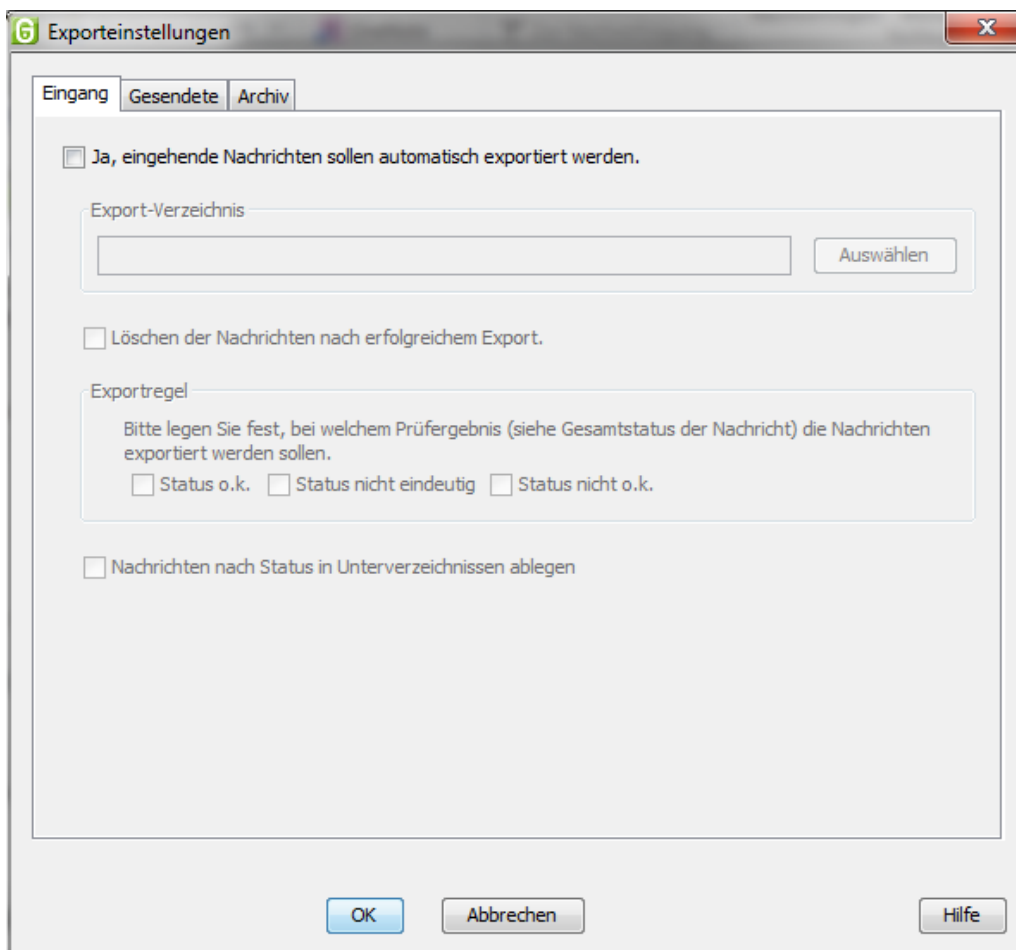 Exporteinstellungen
Eingang Gesendete Archiv
Ja, eingehende Nachrichten sollen automatisch exportiert werden.
Export-Verzeichnis
Auswählen
Löschen der Nachrichten nach erfolgreichem Export.
Exportregel
Bitte legen Sie fest, bei welchem Prüfergebnis (siehe Gesamtstatus der Nachricht) die Nachrichten
exportiert werden sollen.
Status o.k. Status nicht eindeutig Status nicht o.k.
Nachrichten nach Status in Unterverzeichnissen ablegen
OK Abbrechen Hilfe